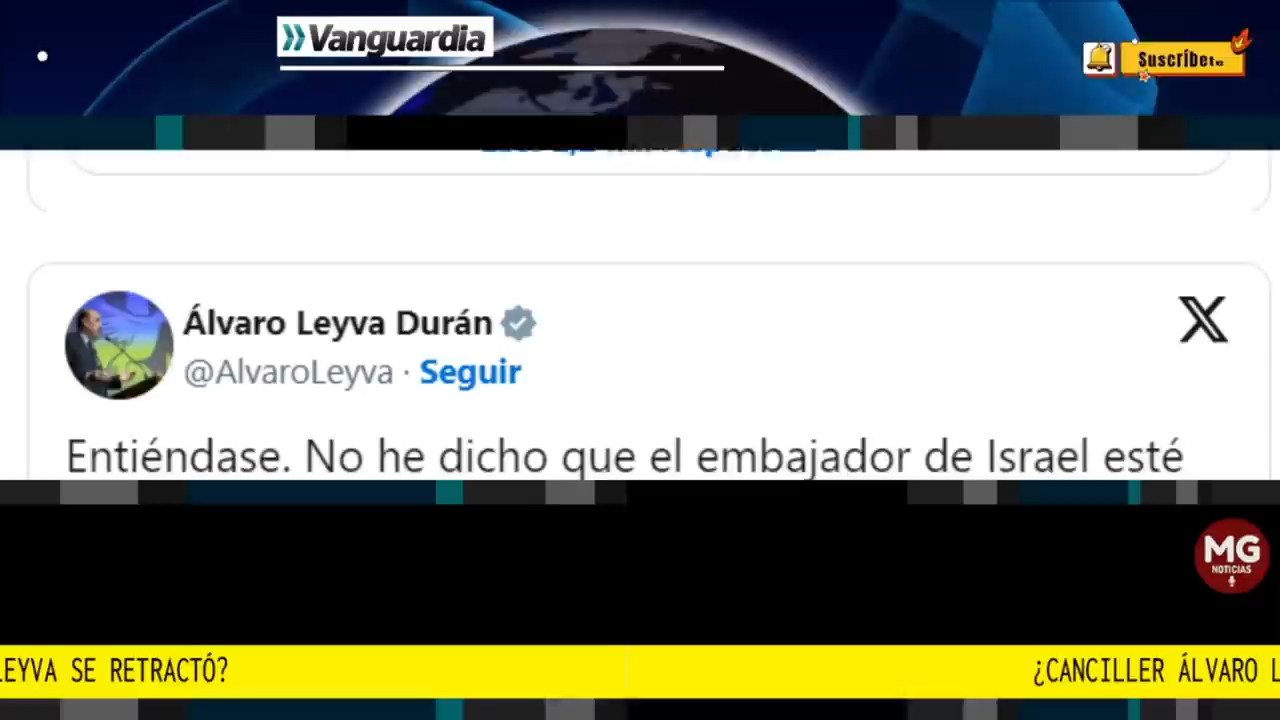 Vanguardia
Suscríbete
Álvaro Leyva Durán
@AlvaroLeyva · Seguir
Entiéndase. No he dicho que el embajador de Israel esté
MG
NOTICIAS
LEYVA SE RETRACTÓ?
¿CANCILLER ÁLVARO L